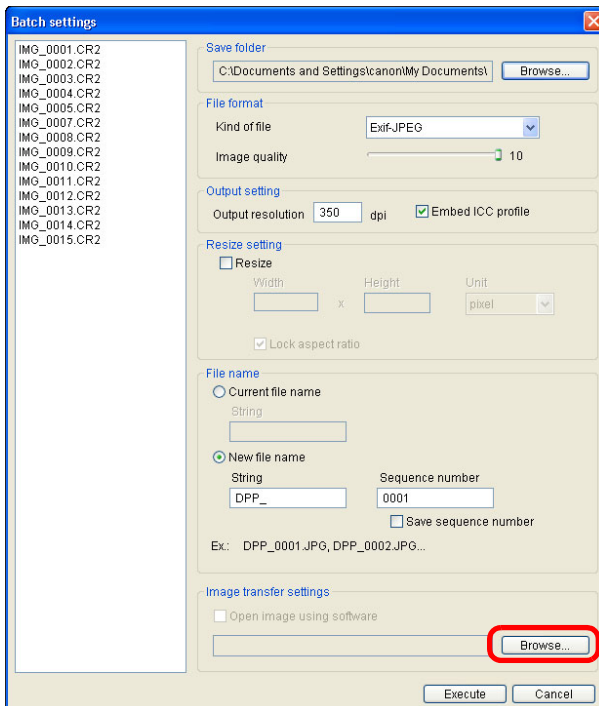 Batch settings
IMG_0001.CR2
IMG_0002.CR2
IMG_0003.CR2
IMG_0004.CR2
IMG_0005.CR2
IMG_0007.CR2
IMG_0008.CR2
IMG_0009.CR2
IMG_0010.CR2
IMG_0011.CR2
IMG_0012.CR2
IMG_0013.CR2
IMG_0014.CR2
IMG_0015.CR2
Save folder
C:\Documents and Settings\canon\My Documents\ Browse...
File format
Kind of file Exif-JPEG
Image quality 10
Output setting
Output resolution 350 dpi Embed ICC profile
Resize setting
Resize
Width Height Unit
x pixel
Lock aspect ratio
File name
Current file name
String
New file name
String Sequence number
DPP_ 0001
Save sequence number
Ex.: DPP_0001.JPG, DPP_0002.JPG...
Image transfer settings
Open image using software
Browse...
Execute Cancel